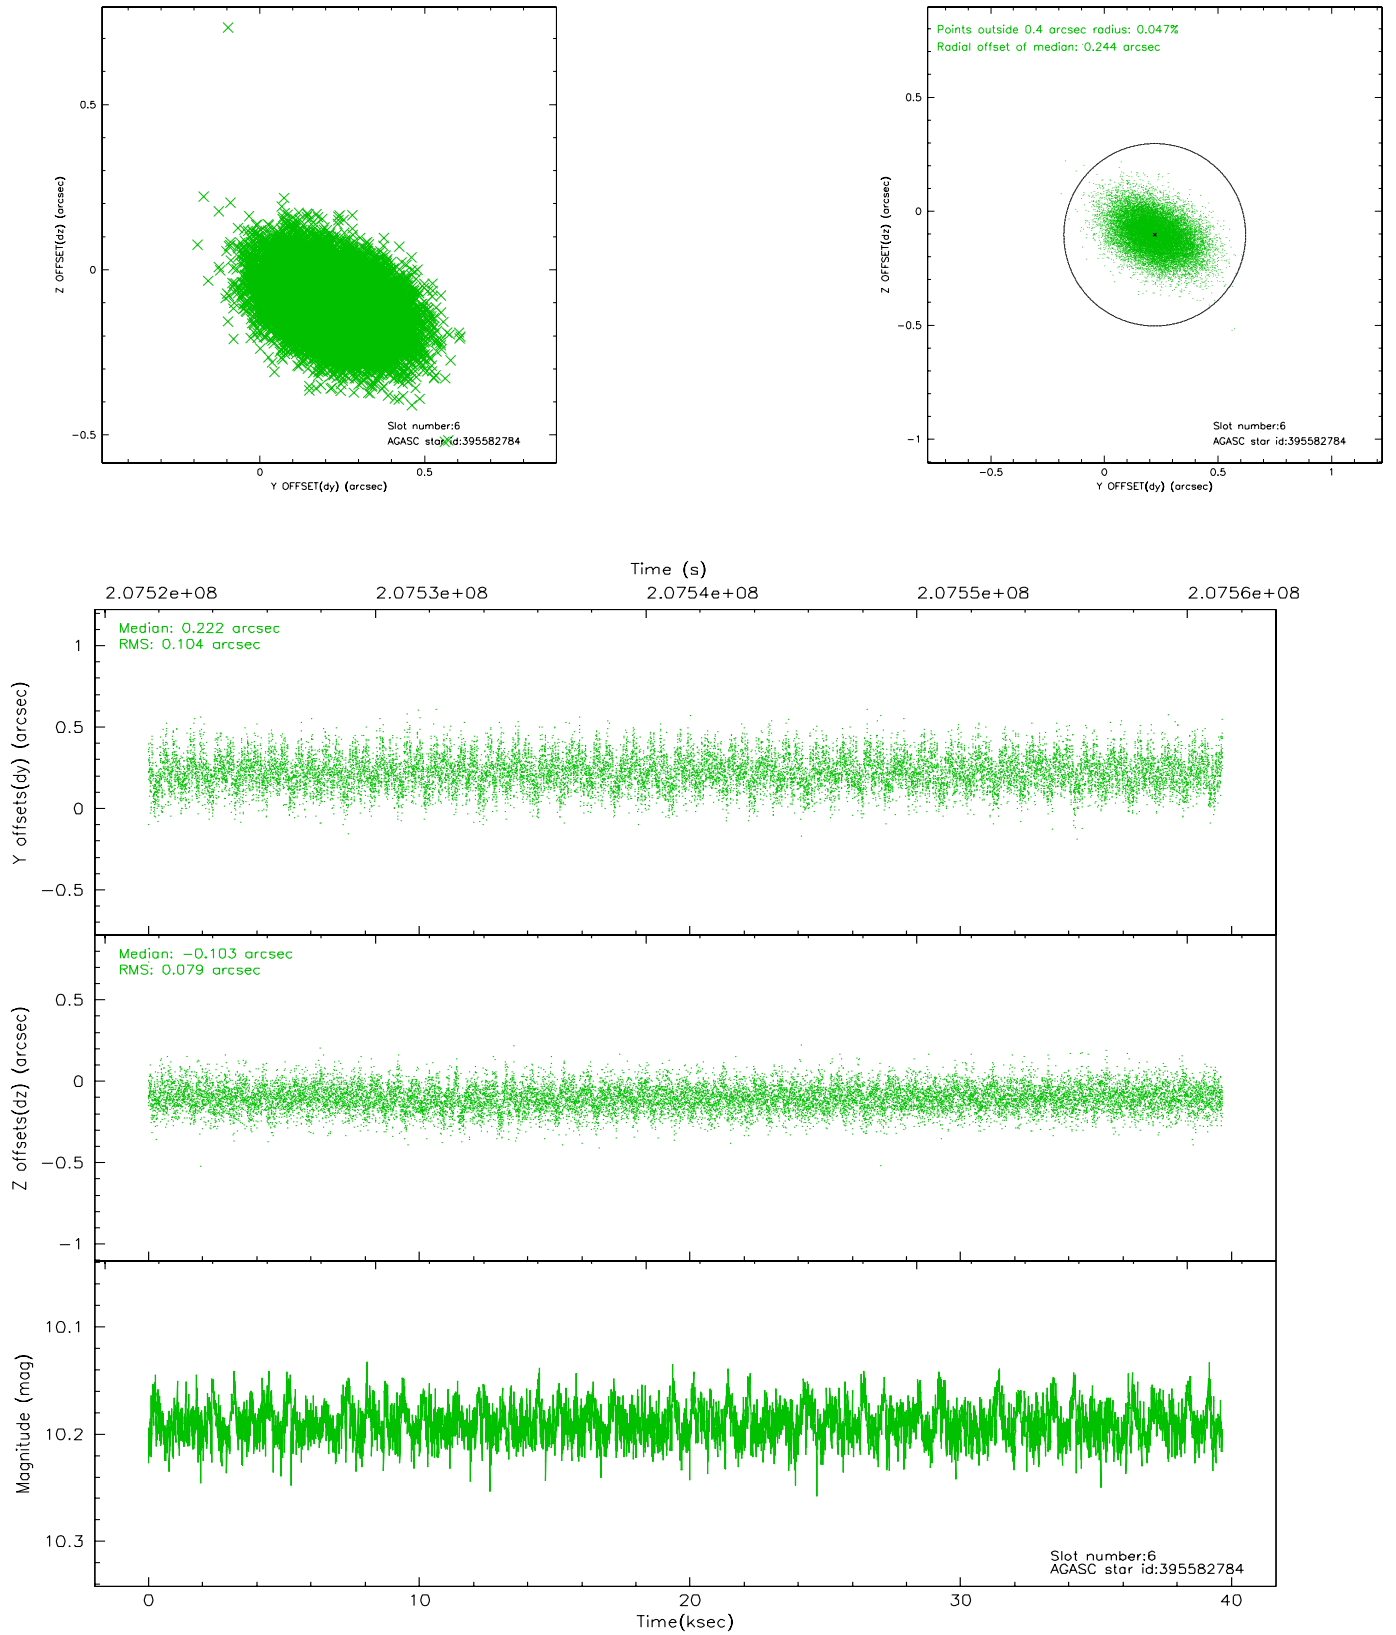 0.5
0
-0.5
Z OFFSET(dz) (arcsec)
Slot number:6
AGASC star id:395582784
0
0.5
Y OFFSET(dy) (arcsec)
Points outside 0.4 arcsec radius: 0.047%
Radial offset of median: 0.244 arcsec
0.5
0
-0.5
-1
Z OFFSET(dz) (arcsec)
Slot number:6
AGASC star id:395582784
-0.5
0
0.5
1
Y OFFSET(dy) (arcsec)
Time (s)
2.0752e+08 2.0753e+08 2.0754e+08 2.0755e+08 2.0756e+08
Median: 0.222 arcsec
RMS: 0.104 arcsec
1
0.5
0
-0.5
Y offsets(dy) (arcsec)
Median: -0.103 arcsec
RMS: 0.079 arcsec
0.5
0
-0.5
-1
Z offsets(dz) (arcsec)
10.1
10.2
10.3
Magnitude (mag)
Slot number:6
AGASC star id:395582784
0 10 20 30 40
Time(ksec)